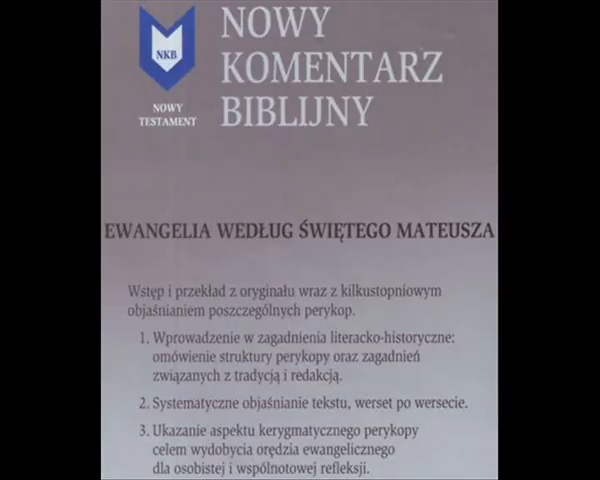 NKB
NOWY
TESTAMENT
NOWY
KOMENTARZ
BIBLIJNY
EWANGELIA WEDŁUG ŚWIĘTEGO MATEUSZA
Wstęp i przekład z oryginału wraz z kilkustopniowym
objaśnianiem poszczególnych perykop.
1. Wprowadzenie w zagadnienia literacko-historyczne:
omówienie struktury perykopy oraz zagadnień
związanych z tradycją i redakcją.
2. Systematyczne objaśnianie tekstu, werset po wersecie.
3. Ukazanie aspektu kerygmatycznego perykopy
celem wydobycia orędzia ewangelicznego
dla osobistej i wspólnotowej refleksji.